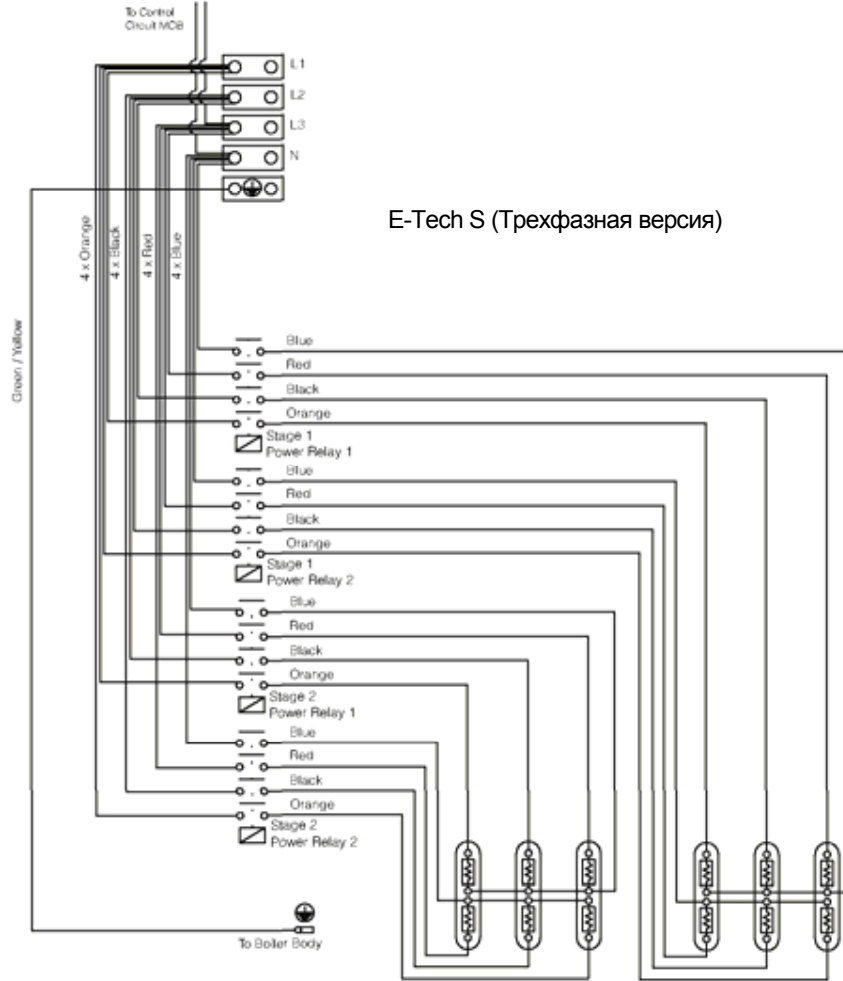 To Control
Circuit MCB
L1
L2
L3
N
E-Tech S (Трехфазная версия)
4 x Orange
4 x Black
4 x Red
4 x Blue
Green / Yellow
Blue
Red
Black
Orange
Stage 1
Power Relay 1
Blue
Red
Black
Orange
Stage 1
Power Relay 2
Blue
Red
Black
Orange
Stage 2
Power Relay 1
Blue
Red
Black
Orange
Stage 2
Power Relay 2
To Boiler Body